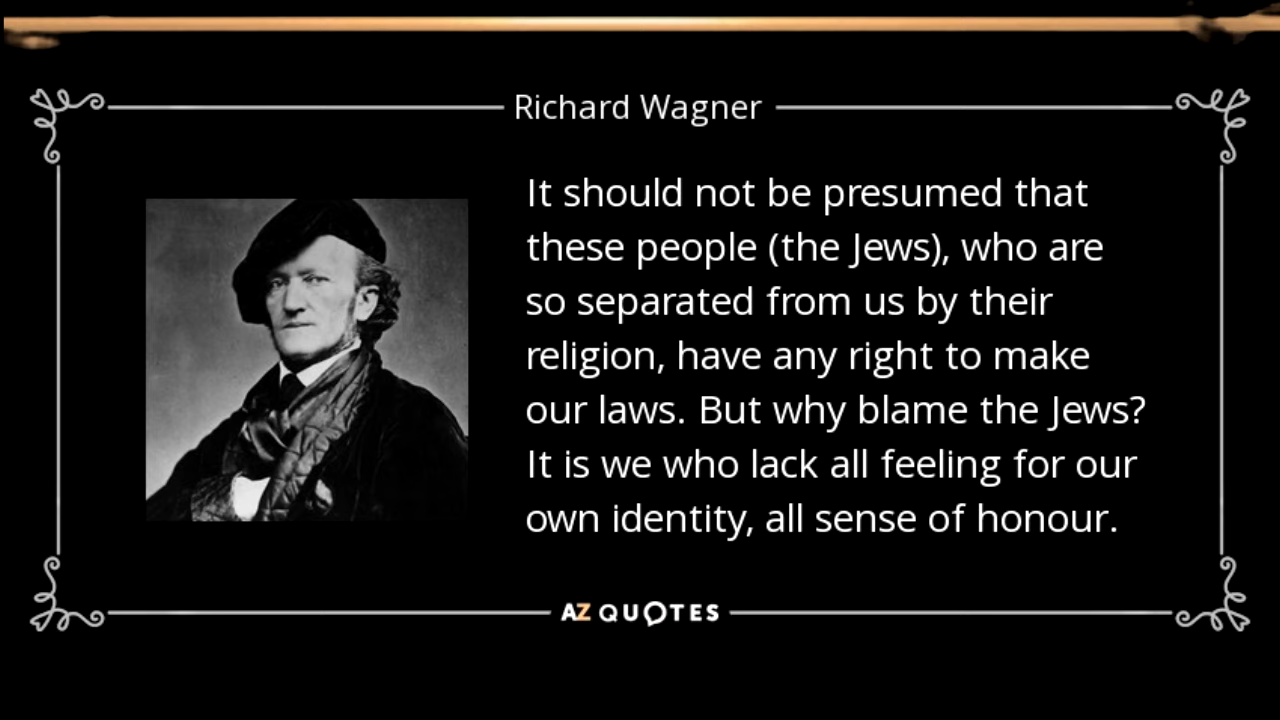 Richard Wagner
It should not be presumed that
these people (the Jews), who are
so separated from us by their
religion, have any right to make
our laws. But why blame the Jews?
It is we who lack all feeling for our
own identity, all sense of honour.
AZ QUOTES